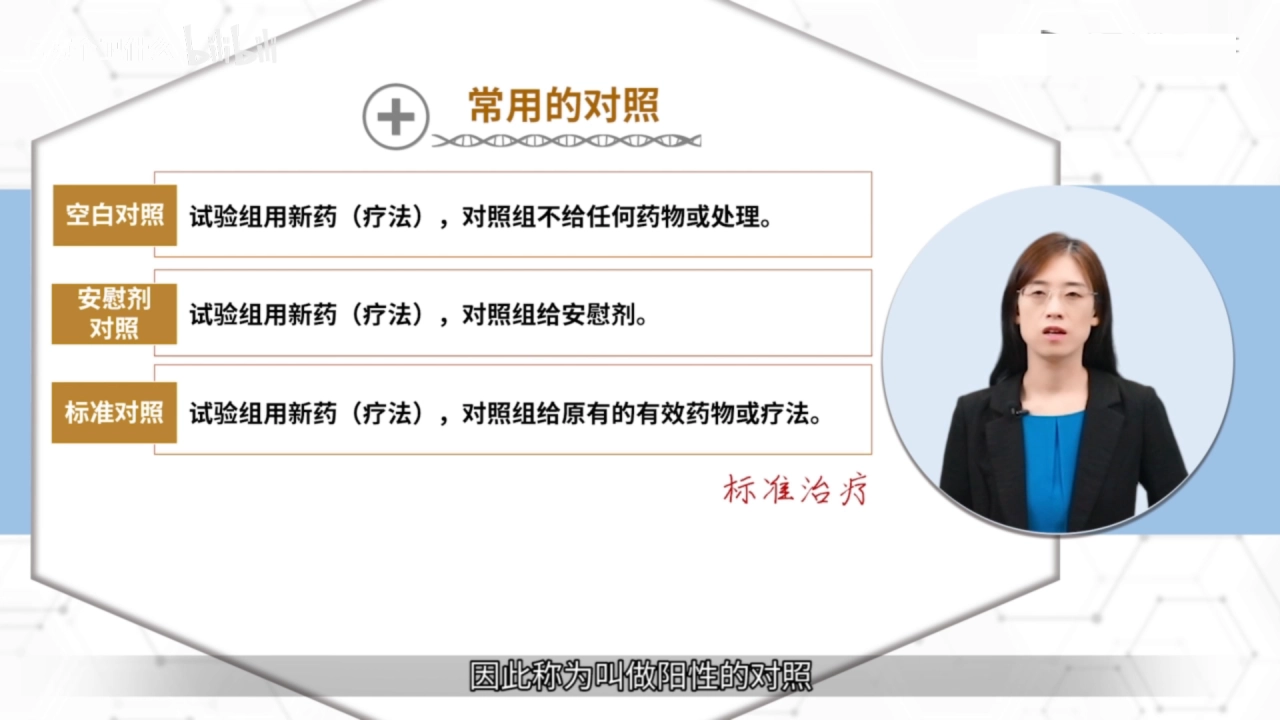 bilibili
常用的对照
空白对照
试验组用新药（疗法），对照组不给任何药物或处理。
安慰剂
对照
试验组用新药（疗法），对照组给安慰剂。
标准对照
试验组用新药（疗法），对照组给原有的有效药物或疗法。
标准治疗
因此称为叫做阳性的对照